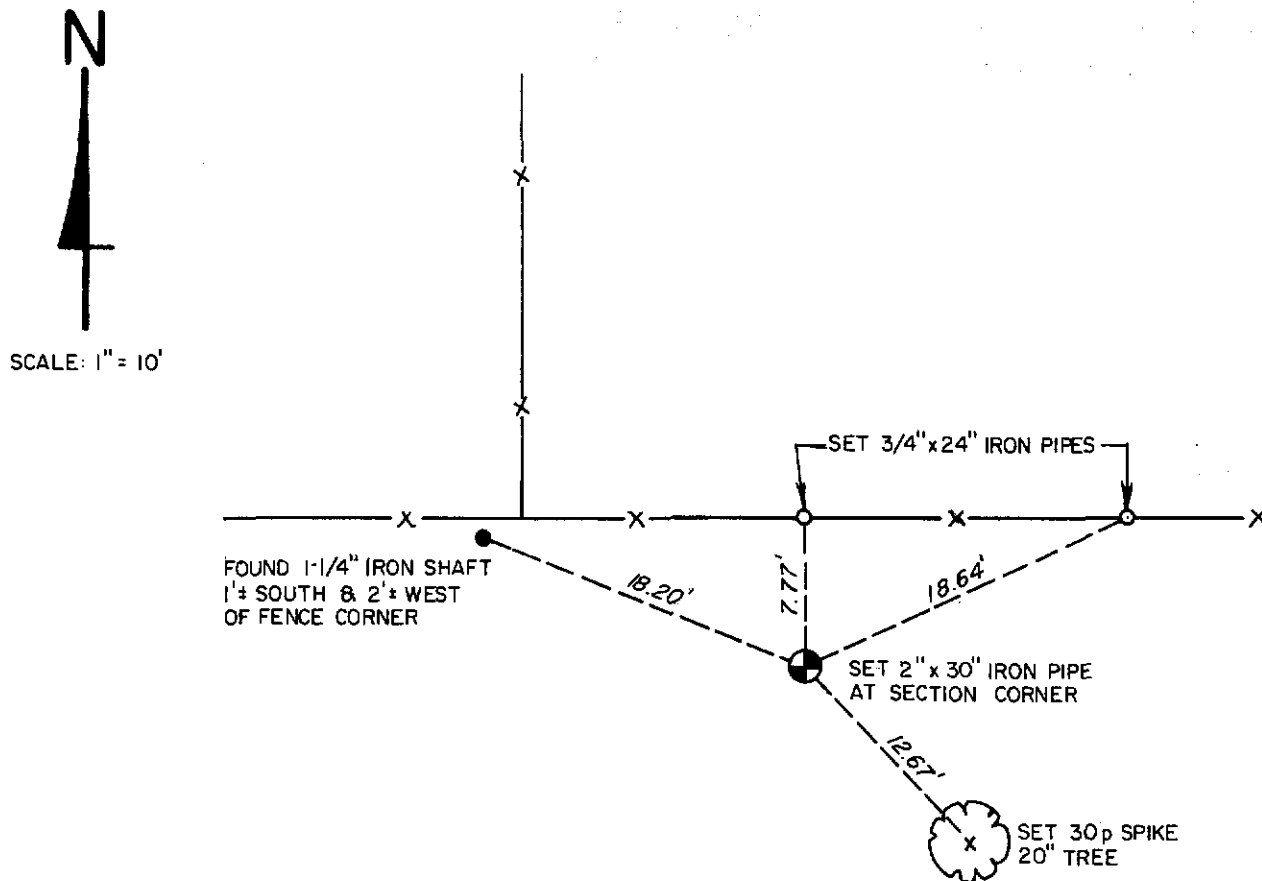 N
SCALE: 1" = 10'
SET 3/4" x 24" IRON PIPES
FOUND 1-1/4" IRON SHAFT
1'± SOUTH & 2'± WEST
OF FENCE CORNER
18.20'
7.77'
18.64'
SET 2" x 30" IRON PIPE
AT SECTION CORNER
12.67'
SET 30p SPIKE
20" TREE